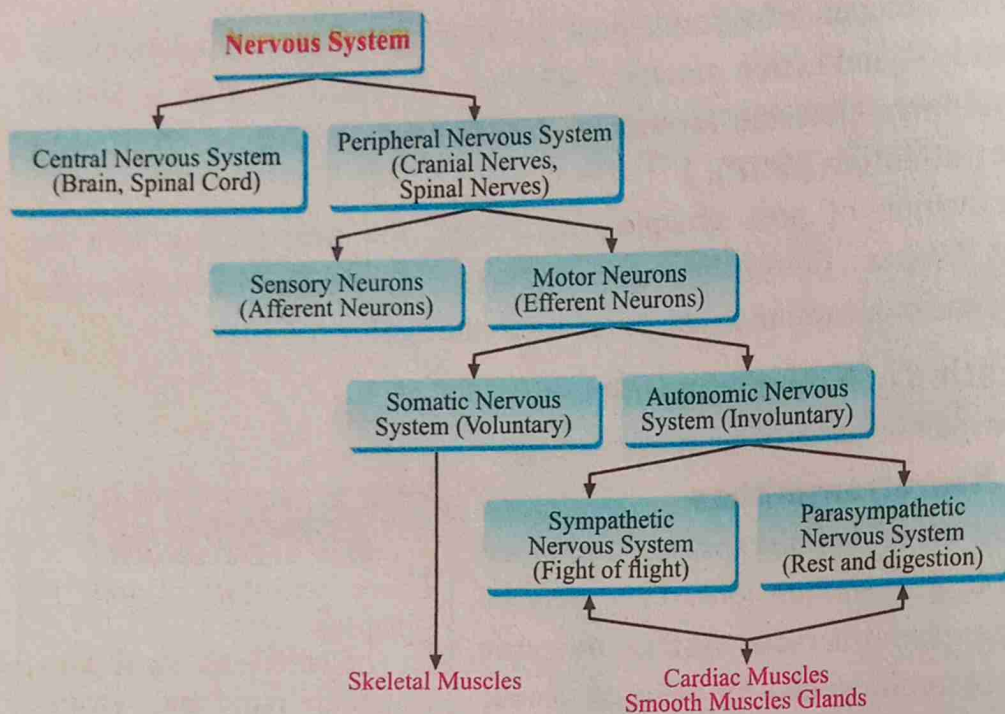 Nervous System
Central Nervous System
(Brain, Spinal Cord)
Peripheral Nervous System
(Cranial Nerves,
Spinal Nerves)
Sensory Neurons
(Afferent Neurons)
Motor Neurons
(Efferent Neurons)
Somatic Nervous
System (Voluntary)
Autonomic Nervous
System (Involuntary)
Sympathetic
Nervous System
(Fight of flight)
Parasympathetic
Nervous System
(Rest and digestion)
Skeletal Muscles
Cardiac Muscles
Smooth Muscles Glands